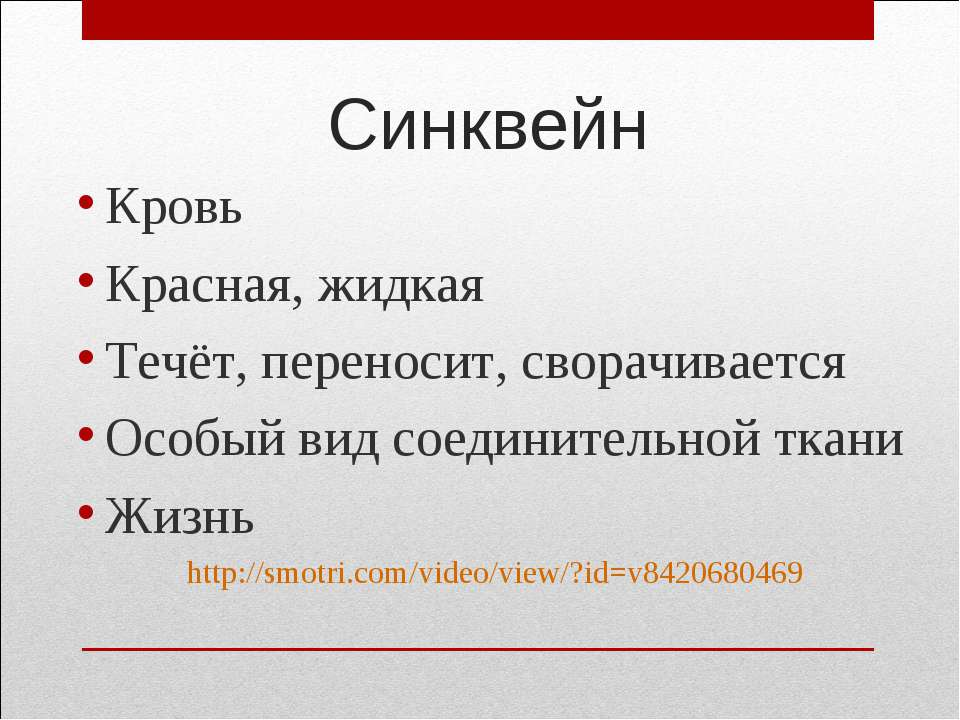 Синквейн
• Кровь
• Красная, жидкая
• Течёт, переносит, сворачивается
• Особый вид соединительной ткани
• Жизнь
http://smotri.com/video/view/?id=v8420680469